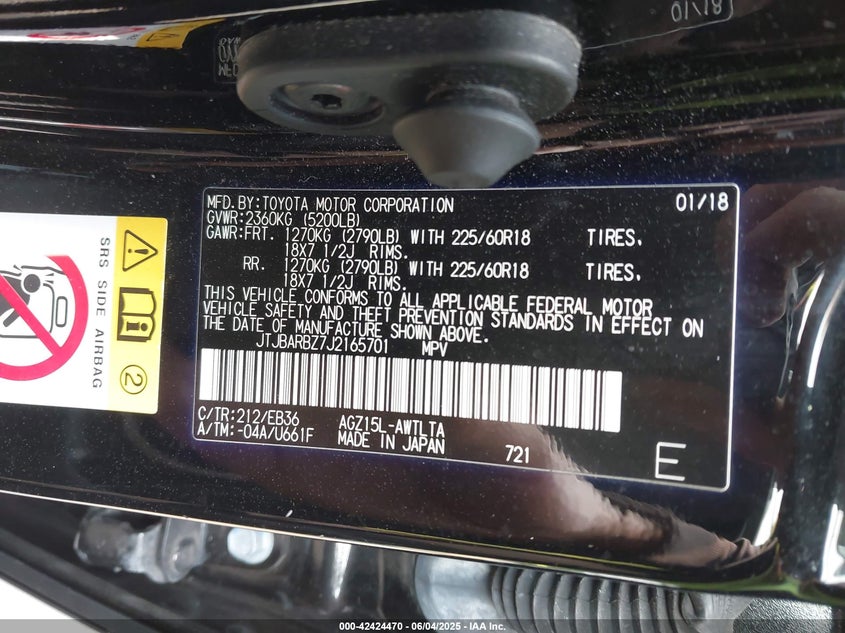 01/18
MFD.BY:TOYOTA MOTOR CORPORATION 01/18
GVWR:2360KG (5200LB)
GAWR:FRT. 1270KG (2790LB) WITH 225/60R18 TIRES.
18X7 1/2J RIMS.
RR. 1270KG (2790LB) WITH 225/60R18 TIRES.
18X7 1/2J RIMS.
THIS VEHICLE CONFORMS TO ALL APPLICABLE FEDERAL MOTOR
VEHICLE SAFETY AND THEFT PREVENTION STANDARDS IN EFFECT ON
THE DATE OF MANUFACTURE SHOWN ABOVE.
JTJBARBZ7J2165701 MPV
C/TR:212/EB36 AGZ15L-AWTLTA
A/TM:-04A/U661F MADE IN JAPAN 721 E
SRS SIDE AIRBAG
2
000-42424470 - 06/04/2025 - IAA Inc.